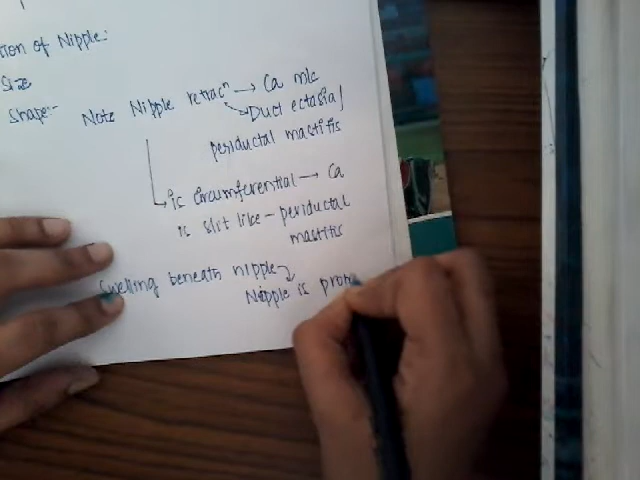 tion of Nipple:
Size
Shape:- Note Nipple retracⁿ → Ca
→ Duct ectasia/
periductal mastitis
→ is circumferential → Ca
is slit like - periductal
mastitis
Swelling beneath nipple
Nipple is